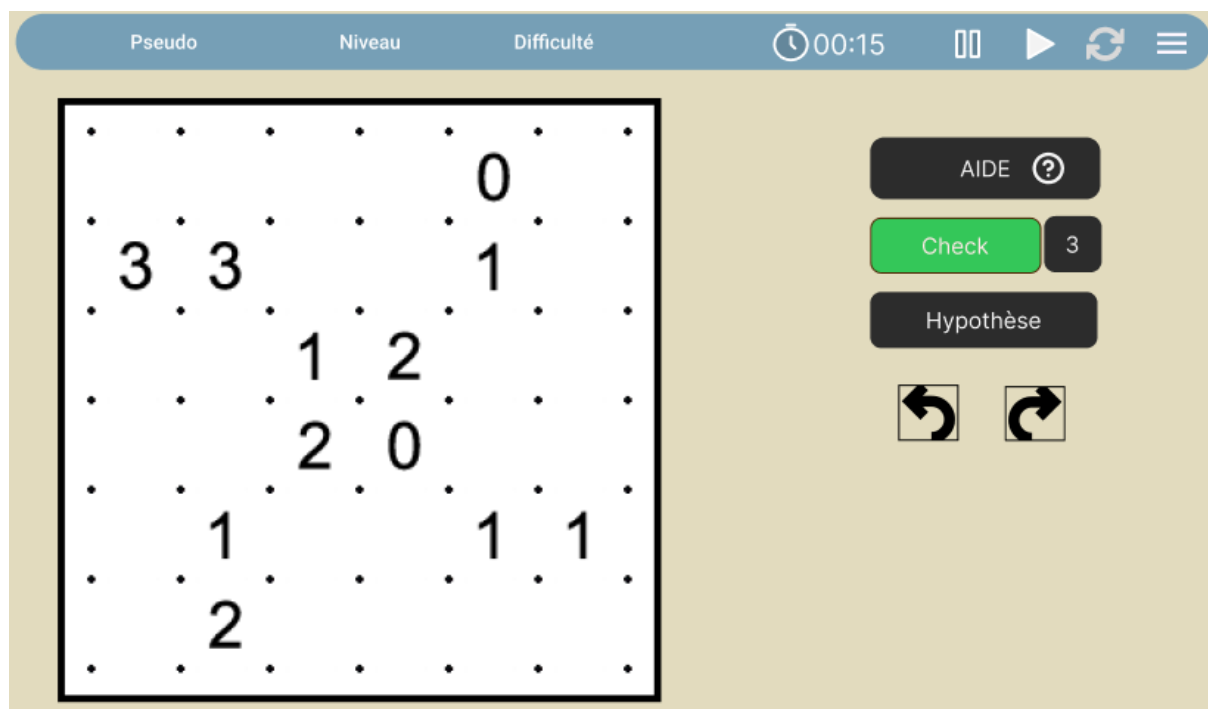 Pseudo Niveau Difficulté 00:15
0
AIDE ?
3 3 1
Check 3
1 2
Hypothèse
2 0
1 1 1
2